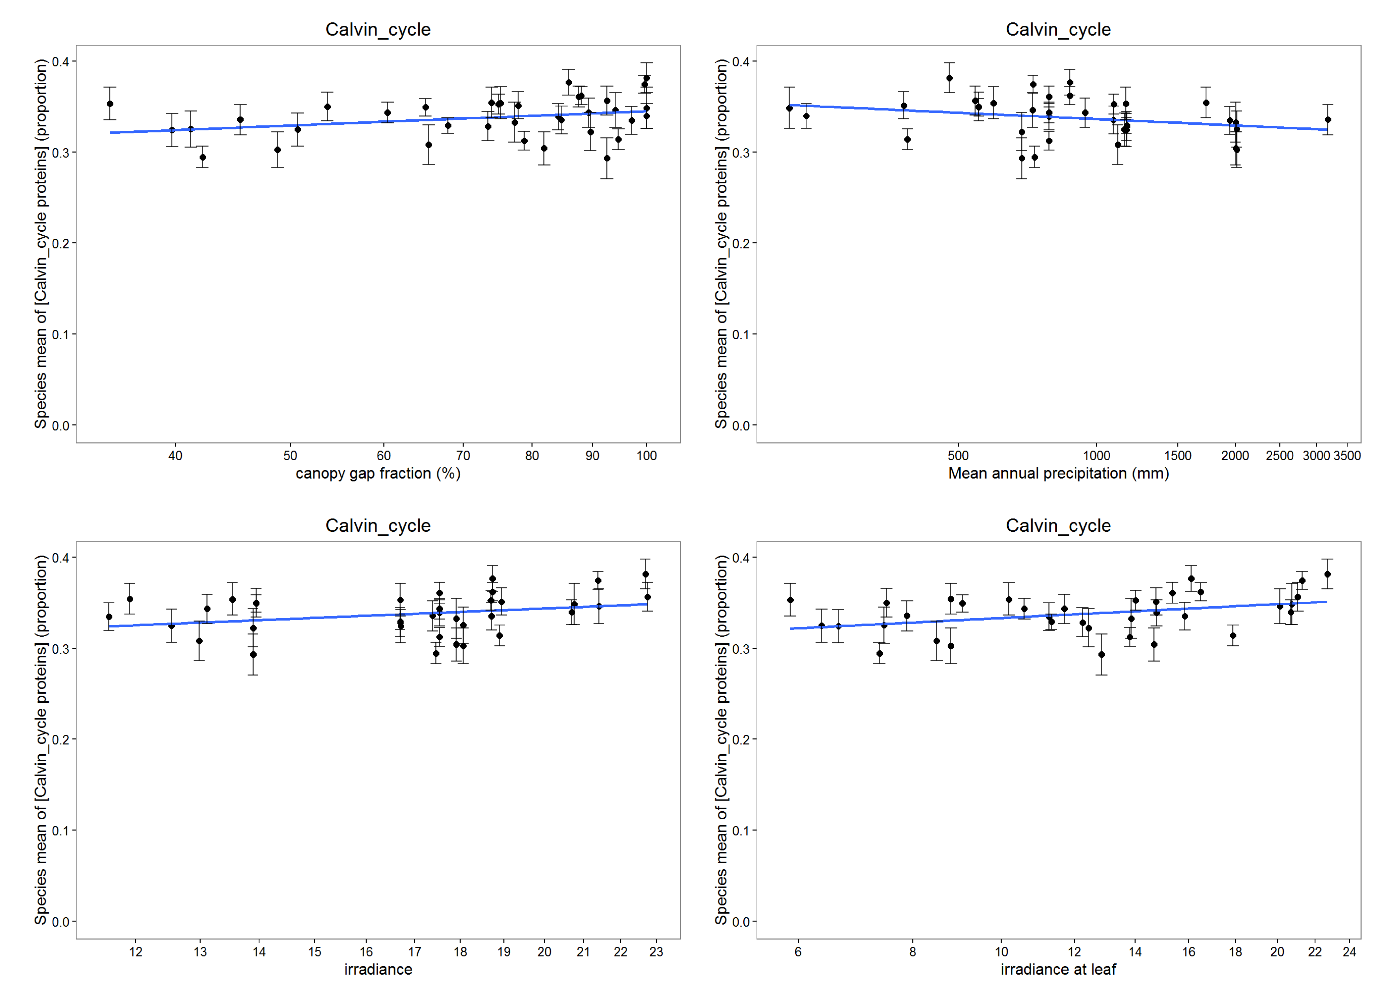 Calvin_cycle
Species mean of [Calvin_cycle proteins] (proportion)
0.4
0.3
0.2
0.1
0.0
40 50 60 70 80 90 100
canopy gap fraction (%)
Calvin_cycle
Species mean of [Calvin_cycle proteins] (proportion)
0.4
0.3
0.2
0.1
0.0
500 1000 1500 2000 2500 3000 3500
Mean annual precipitation (mm)
Calvin_cycle
Species mean of [Calvin_cycle proteins] (proportion)
0.4
0.3
0.2
0.1
0.0
12 13 14 15 16 17 18 19 20 21 22 23
irradiance
Calvin_cycle
Species mean of [Calvin_cycle proteins] (proportion)
0.4
0.3
0.2
0.1
0.0
6 8 10 12 14 16 18 20 22 24
irradiance at leaf